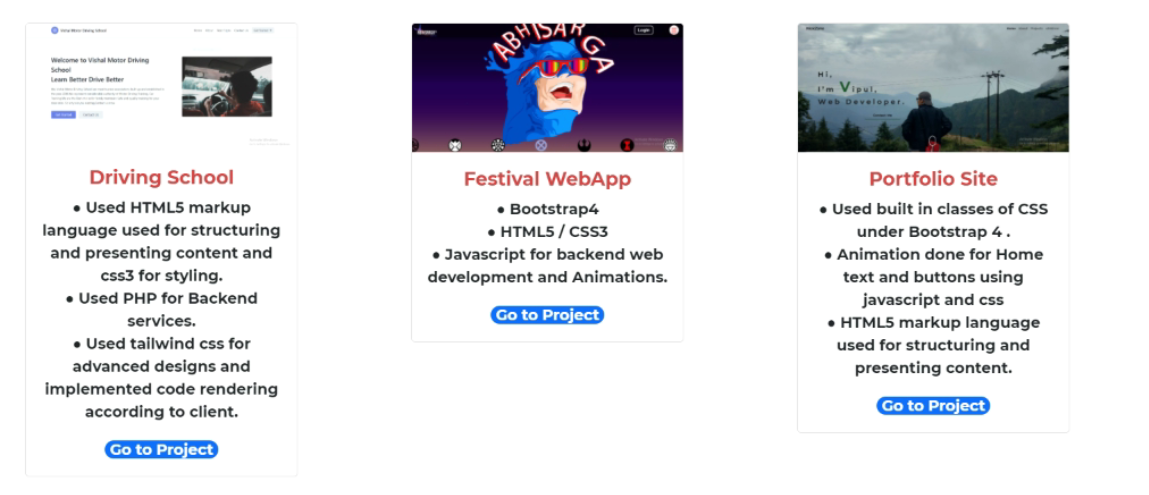 Vishal Motor Driving School
Welcome to Vishal Motor Driving
School
Learn Better Drive Better
Driving School
● Used HTML5 markup
language used for structuring
and presenting content and
css3 for styling.
● Used PHP for Backend
services.
● Used tailwind css for
advanced designs and
implemented code rendering
according to client.
Go to Project
Login
ABHISARGA
Festival WebApp
● Bootstrap4
● HTML5 / CSS3
● Javascript for backend web
development and Animations.
Go to Project
Hi,
I'm Vipul,
Web Developer.
Portfolio Site
● Used built in classes of CSS
under Bootstrap 4 .
● Animation done for Home
text and buttons using
javascript and css
● HTML5 markup language
used for structuring and
presenting content.
Go to Project